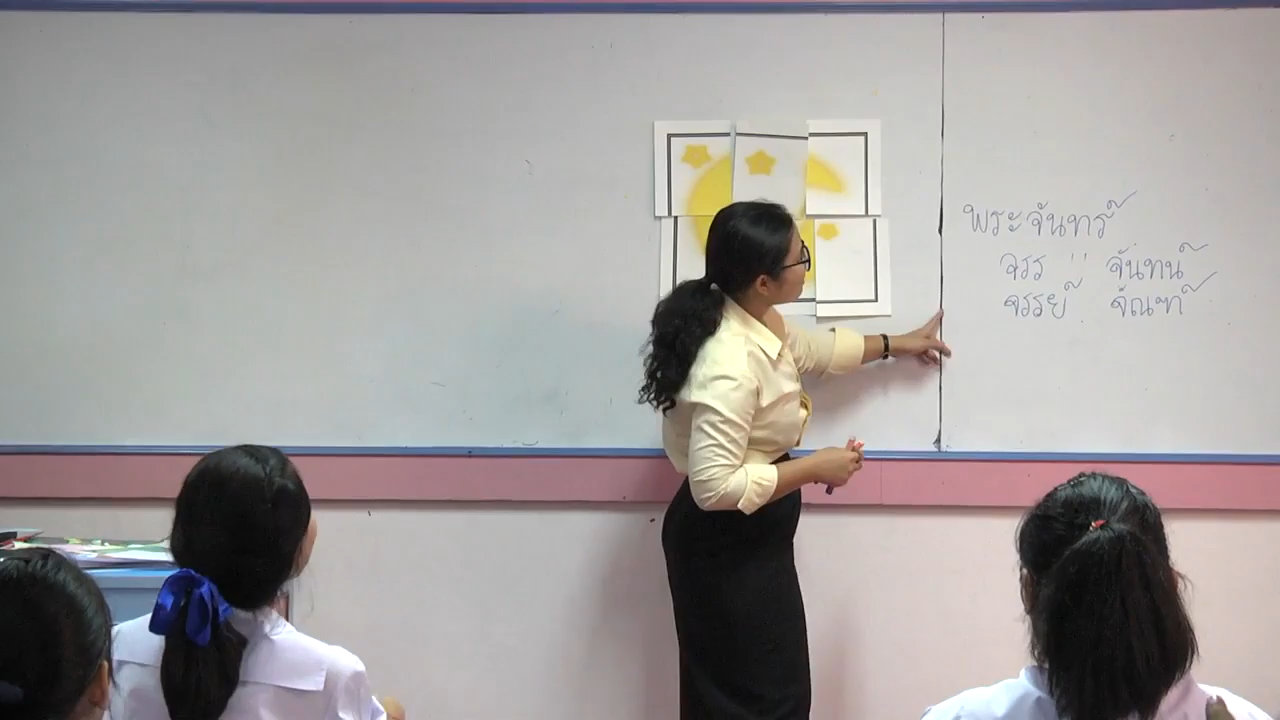 พระจันทร์
จรร " จันทน์
จรรย์ จัณฑ์